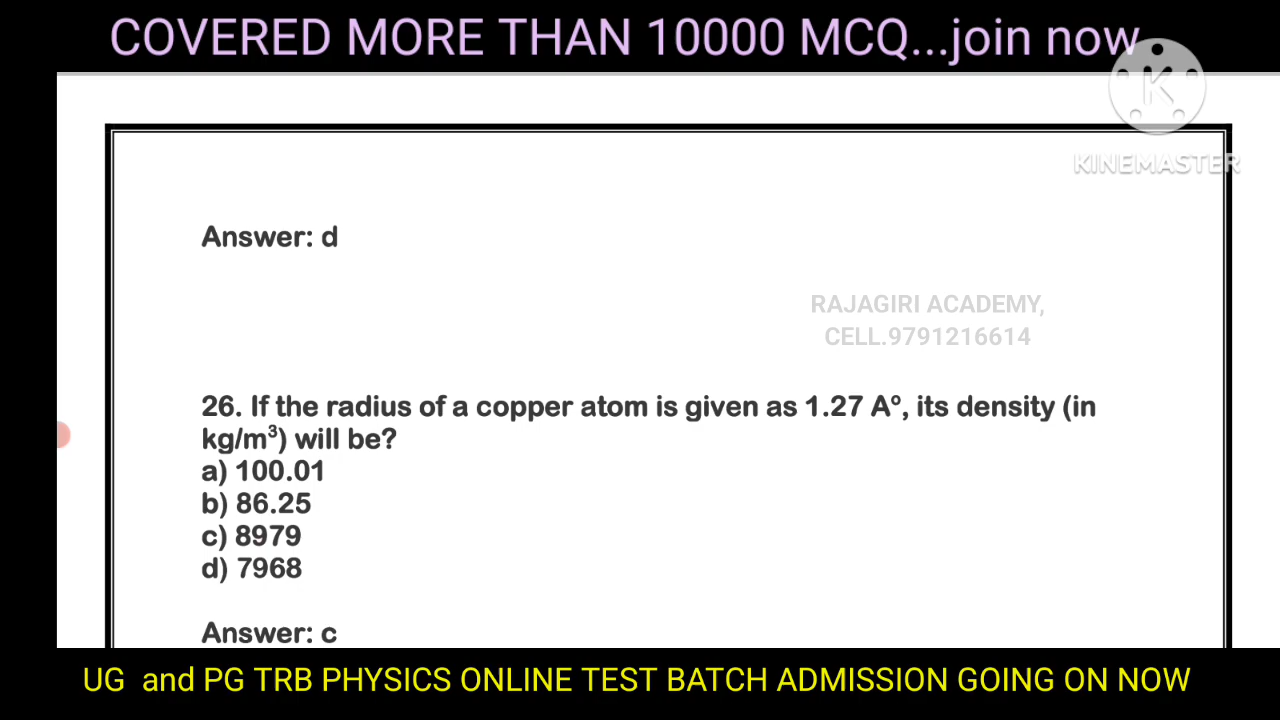 COVERED MORE THAN 10000 MCQ...join now
K
KINEMASTER
Answer: d
RAJAGIRI ACADEMY,
CELL.9791216614
26. If the radius of a copper atom is given as 1.27 Aº, its density (in
kg/m³) will be?
a) 100.01
b) 86.25
c) 8979
d) 7968
Answer: c
UG and PG TRB PHYSICS ONLINE TEST BATCH ADMISSION GOING ON NOW